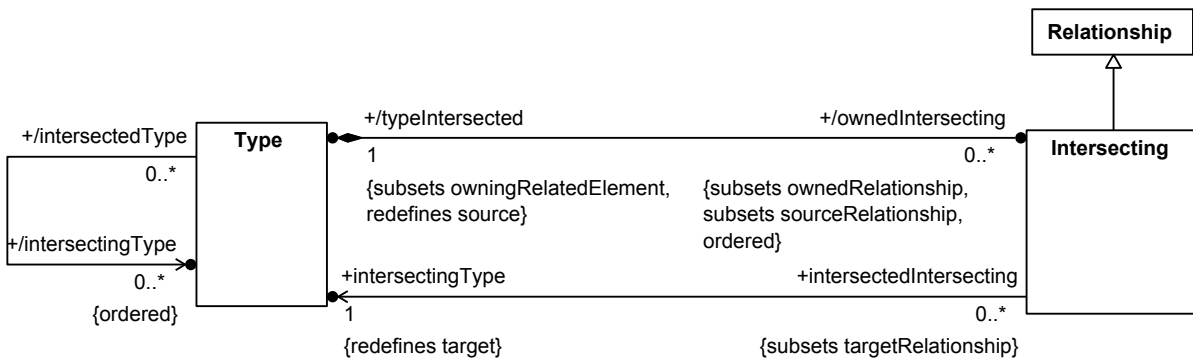 Relationship
+/intersectedType
Type
+/typeIntersected
+/ownedIntersecting
Intersecting
0..*
1
0..*
{subsets owningRelatedElement,
redefines source}
{subsets ownedRelationship,
subsets sourceRelationship,
ordered}
+/intersectingType
0..*
{ordered}
+intersectingType
+intersectedIntersecting
1
0..*
{redefines target}
{subsets targetRelationship}